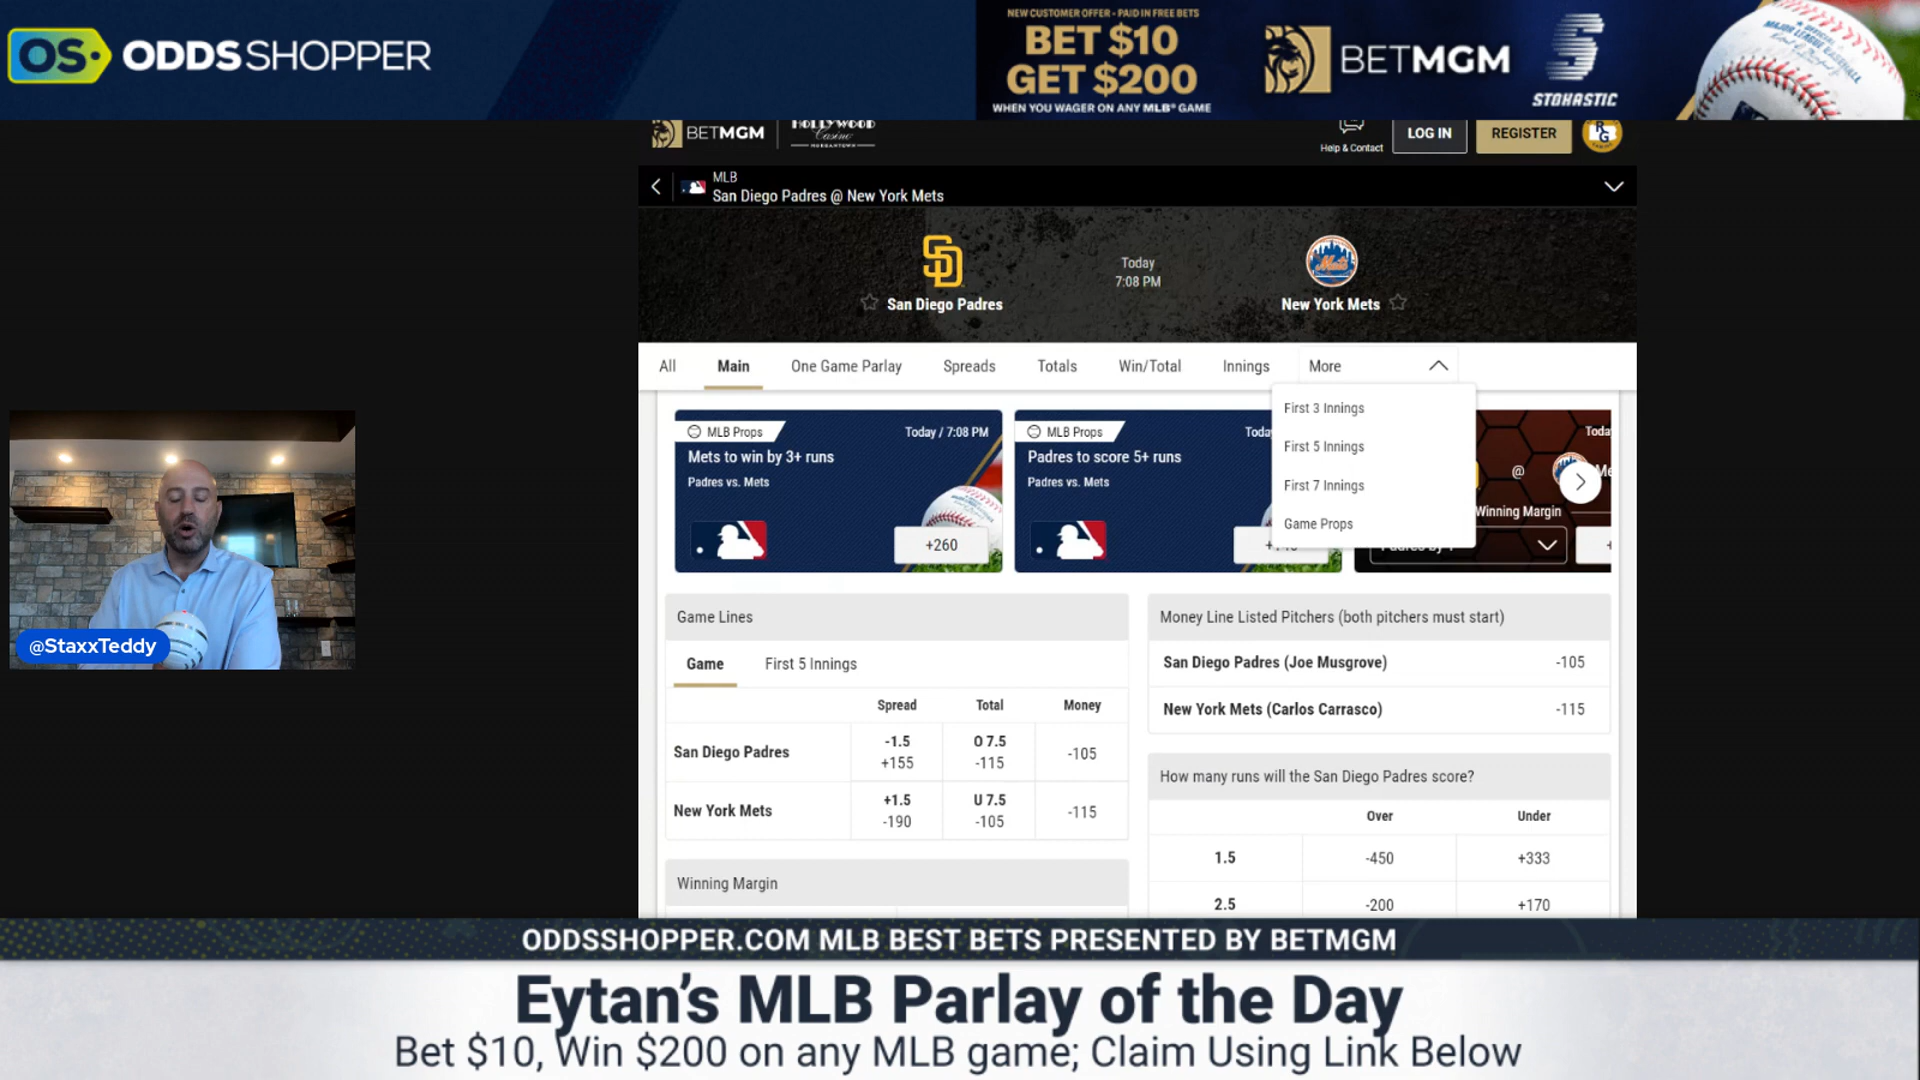 OS
ODDSSHOPPER
NEW CUSTOMER OFFER - PAID IN FREE BETS
BET $10
GET $200
WHEN YOU WAGER ON ANY MLB® GAME
BETMGM
STOKASTIC
BETMGM
HOLLYWOOD
Casino
MORGANTOWN
Help & Contact
LOG IN
REGISTER
RG
MLB
San Diego Padres @ New York Mets
SD
Today
7:08 PM
Mets
San Diego Padres
New York Mets
All
Main
One Game Parlay
Spreads
Totals
Win/Total
Innings
More
First 3 Innings
First 5 Innings
First 7 Innings
Game Props
MLB Props
Today / 7:08 PM
Mets to win by 3+ runs
Padres vs. Mets
+260
MLB Props
Padres to score 5+ runs
Padres vs. Mets
@
Winning Margin
Game Lines
Game
First 5 Innings
Spread Total Money
San Diego Padres
-1.5
+155
O 7.5
-115
-105
New York Mets
+1.5
-190
U 7.5
-105
-115
Winning Margin
Money Line Listed Pitchers (both pitchers must start)
San Diego Padres (Joe Musgrove) -105
New York Mets (Carlos Carrasco) -115
How many runs will the San Diego Padres score?
Over Under
1.5 -450 +333
2.5 -200 +170
@StaxxTeddy
ODDSSHOPPER.COM MLB BEST BETS PRESENTED BY BETMGM
Eytan's MLB Parlay of the Day
Bet $10, Win $200 on any MLB game; Claim Using Link Below